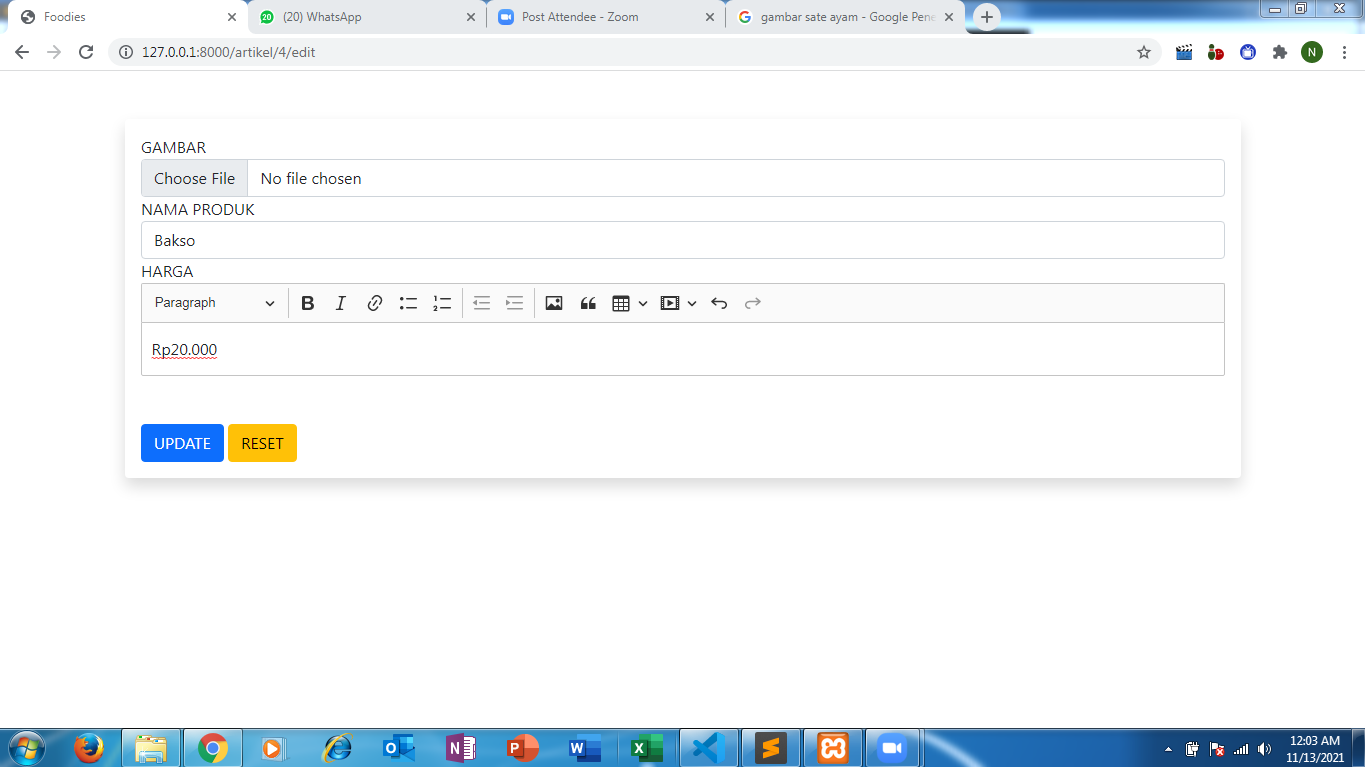 Foodies
(20) WhatsApp
Post Attendee - Zoom
gambar sate ayam - Google Pene
127.0.0.1:8000/artikel/4/edit
N
GAMBAR
Choose File No file chosen
NAMA PRODUK
Bakso
HARGA
Paragraph
Rp20.000
UPDATE RESET
12:03 AM
11/13/2021